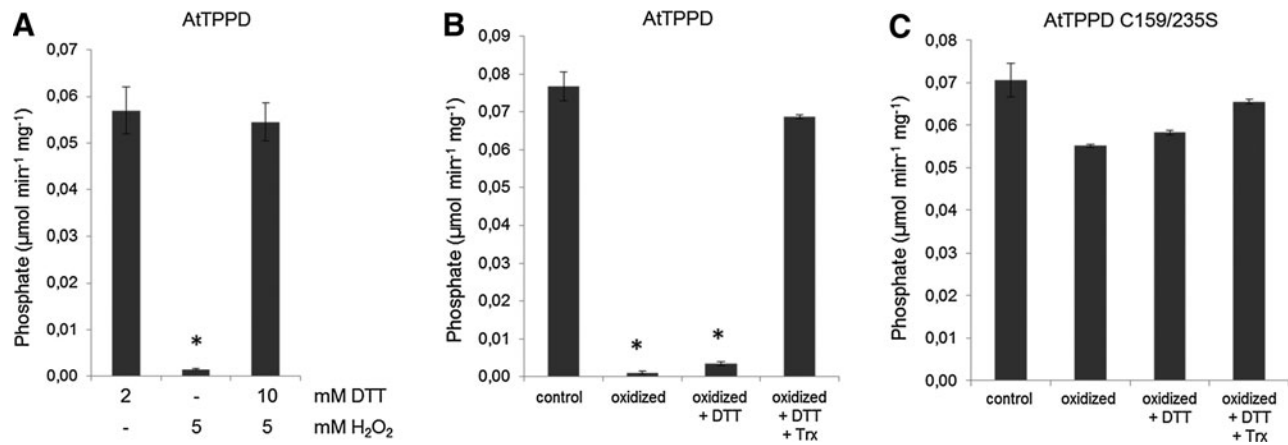 A
AtTPPD
Phosphate (µmol min⁻¹ mg⁻¹)
0,07
0,06
0,05
0,04
0,03
0,02
0,01
0,00
*
2 - 10 mM DTT
- 5 5 mM H₂O₂
B
AtTPPD
Phosphate (µmol min⁻¹ mg⁻¹)
0,09
0,08
0,07
0,06
0,05
0,04
0,03
0,02
0,01
0,00
* *
control oxidized oxidized oxidized
+ DTT + DTT
+ Trx
C
AtTPPD C159/235S
Phosphate (µmol min⁻¹ mg⁻¹)
0,08
0,07
0,06
0,05
0,04
0,03
0,02
0,01
0,00
control oxidized oxidized oxidized
+ DTT + DTT
+ Trx